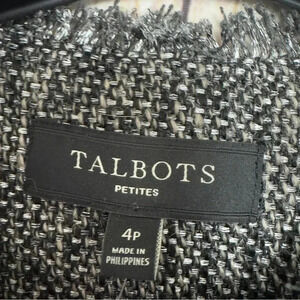 TALBOTS
PETITES
4P
MADE IN
PHILIPPINES